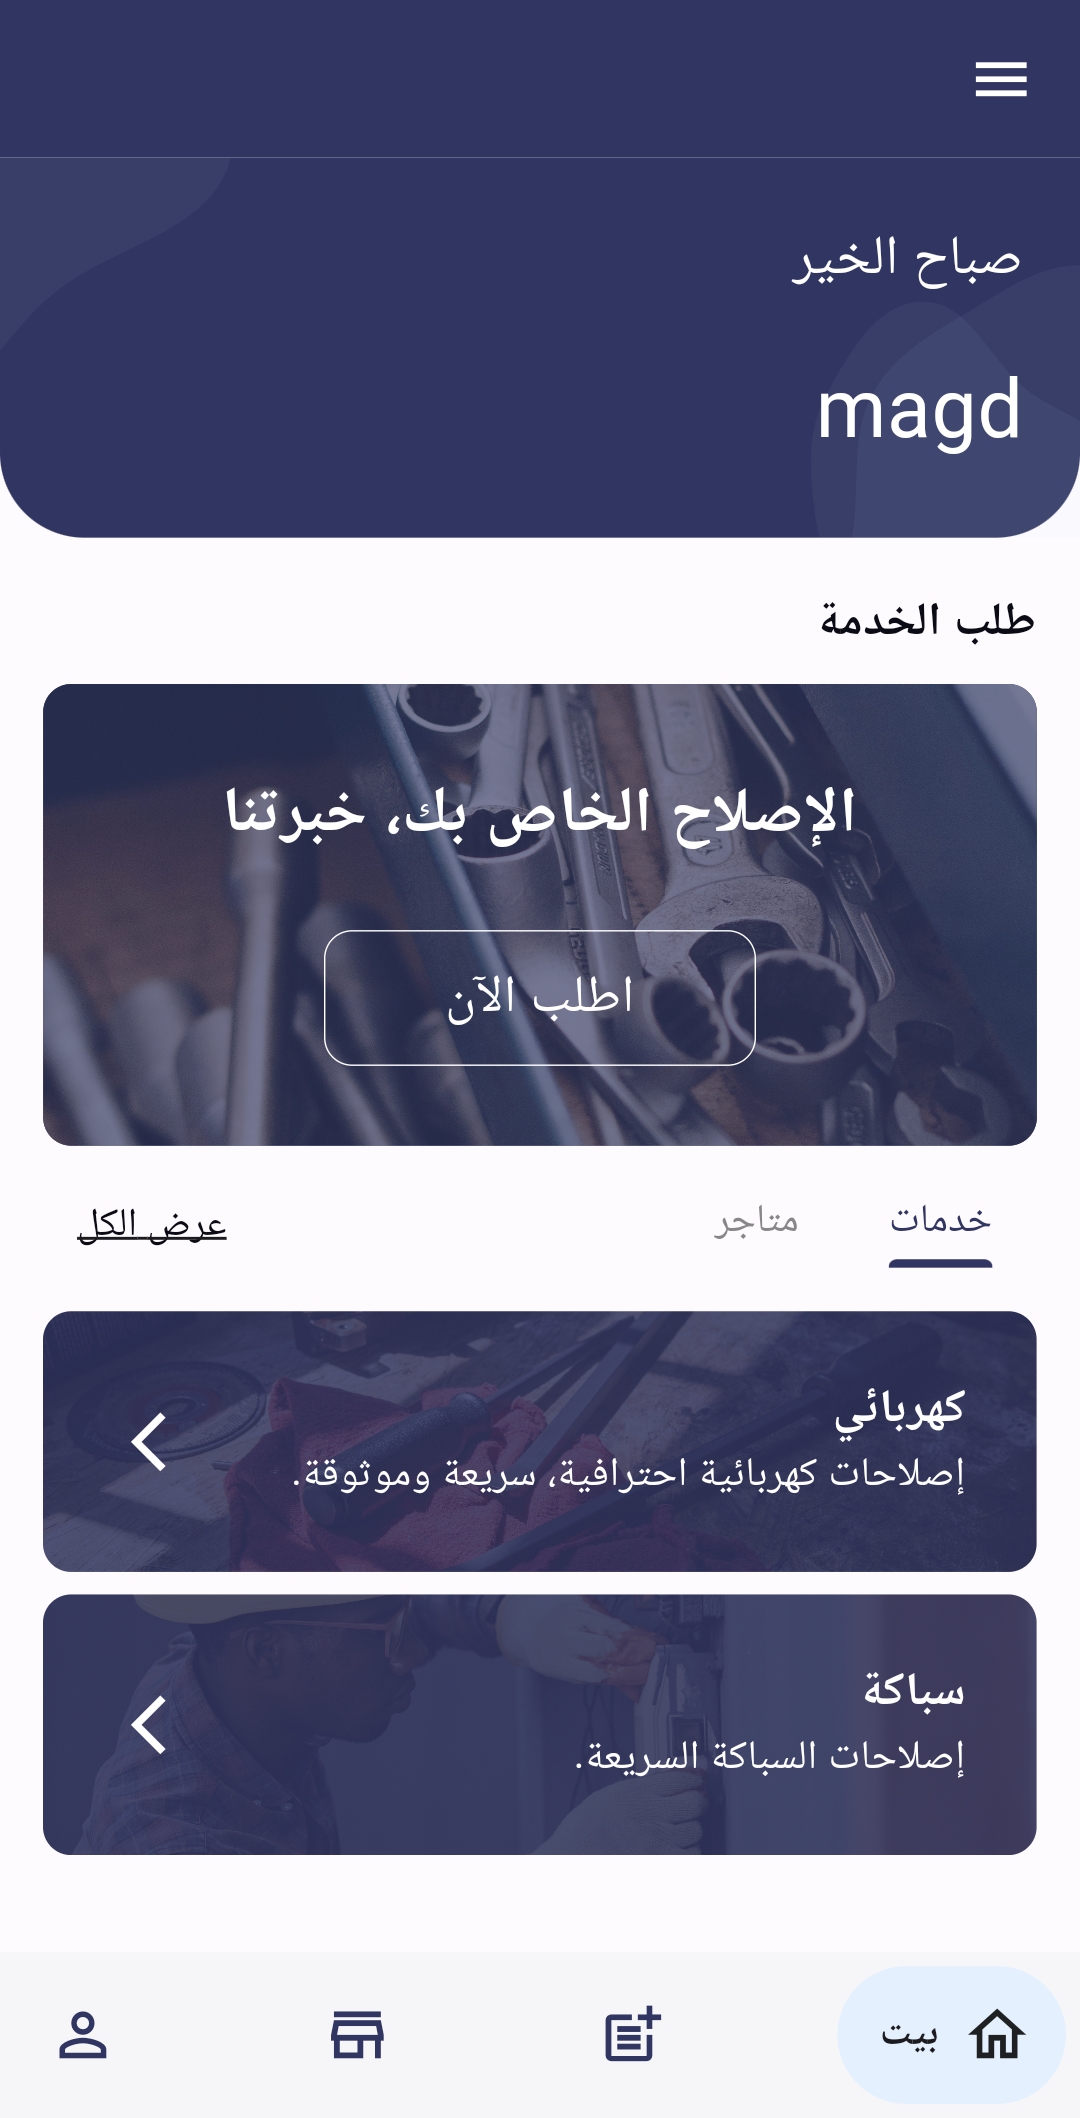 صباح الخير
magd
طلب الخدمة
الإصلاح الخاص بك، خبرتنا
اطلب الآن
خدمات
متاجر
عرض الكل
كهربائي
إصلاحات كهربائية احترافية، سريعة وموثوقة.
سباكة
إصلاحات السباكة السريعة.
بيت